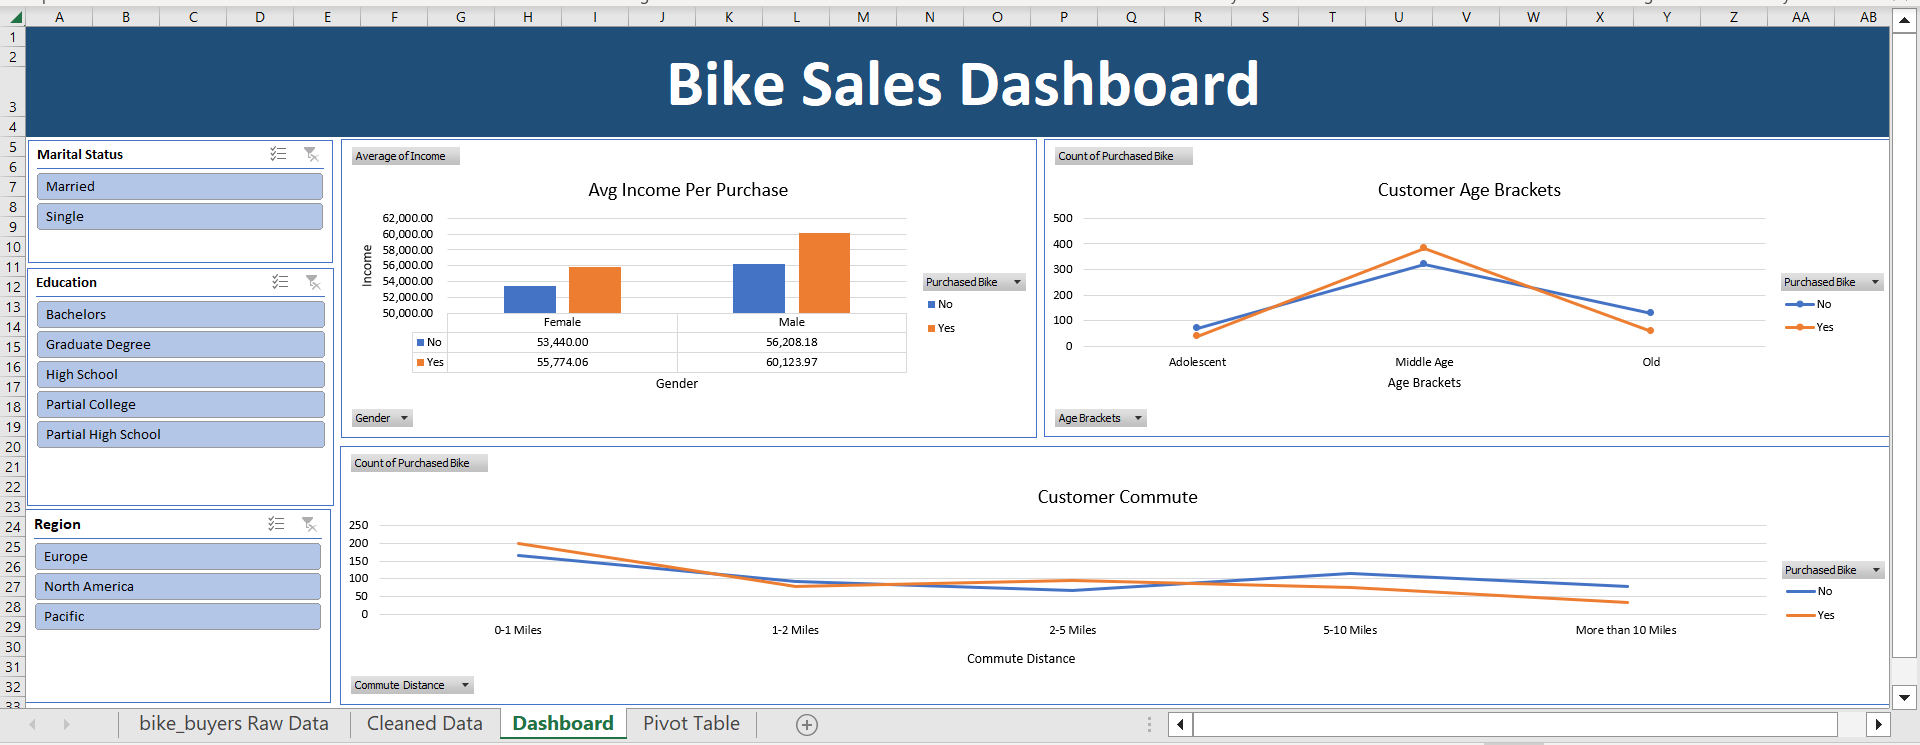 A B C D E F G H I J K L M N O P Q R S T U V W X Y Z AA AB
1
2
3
4
5
6
7
8
9
10
11
12
13
14
15
16
17
18
19
20
21
22
23
24
25
26
27
28
29
30
31
32
33
Bike Sales Dashboard
Marital Status
Married
Single
Education
Bachelors
Graduate Degree
High School
Partial College
Partial High School
Region
Europe
North America
Pacific
Average of Income
Avg Income Per Purchase
62,000.00
60,000.00
58,000.00
56,000.00
54,000.00
52,000.00
50,000.00
Income
Female Male
No 53,440.00 56,208.18
Yes 55,774.06 60,123.97
Gender
Purchased Bike
No
Yes
Gender
Count of Purchased Bike
Customer Age Brackets
500
400
300
200
100
0
Adolescent Middle Age Old
Age Brackets
Purchased Bike
No
Yes
Age Brackets
Count of Purchased Bike
Customer Commute
250
200
150
100
50
0
0-1 Miles 1-2 Miles 2-5 Miles 5-10 Miles More than 10 Miles
Commute Distance
Purchased Bike
No
Yes
Commute Distance
bike_buyers Raw Data Cleaned Data Dashboard Pivot Table